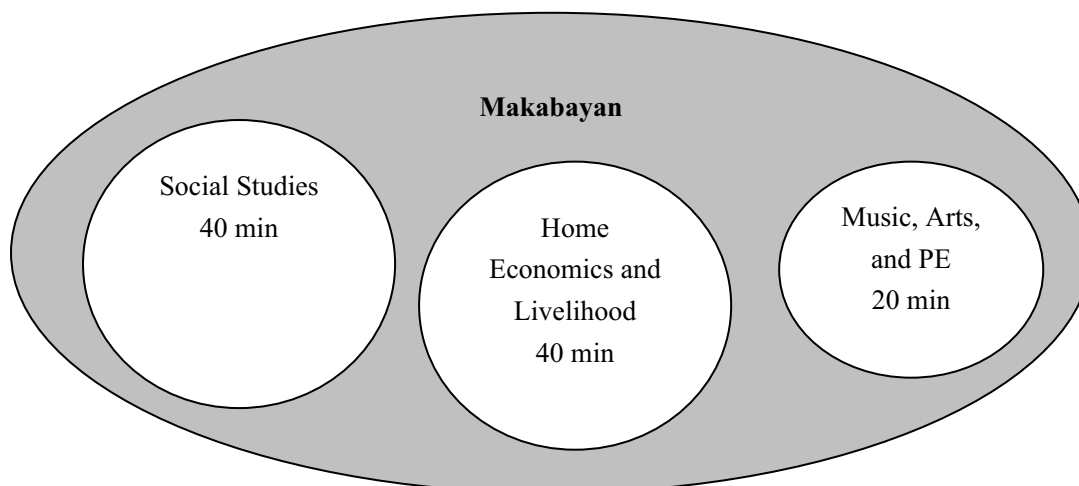 Makabayan
Social Studies
40 min
Home
Economics and
Livelihood
40 min
Music, Arts,
and PE
20 min